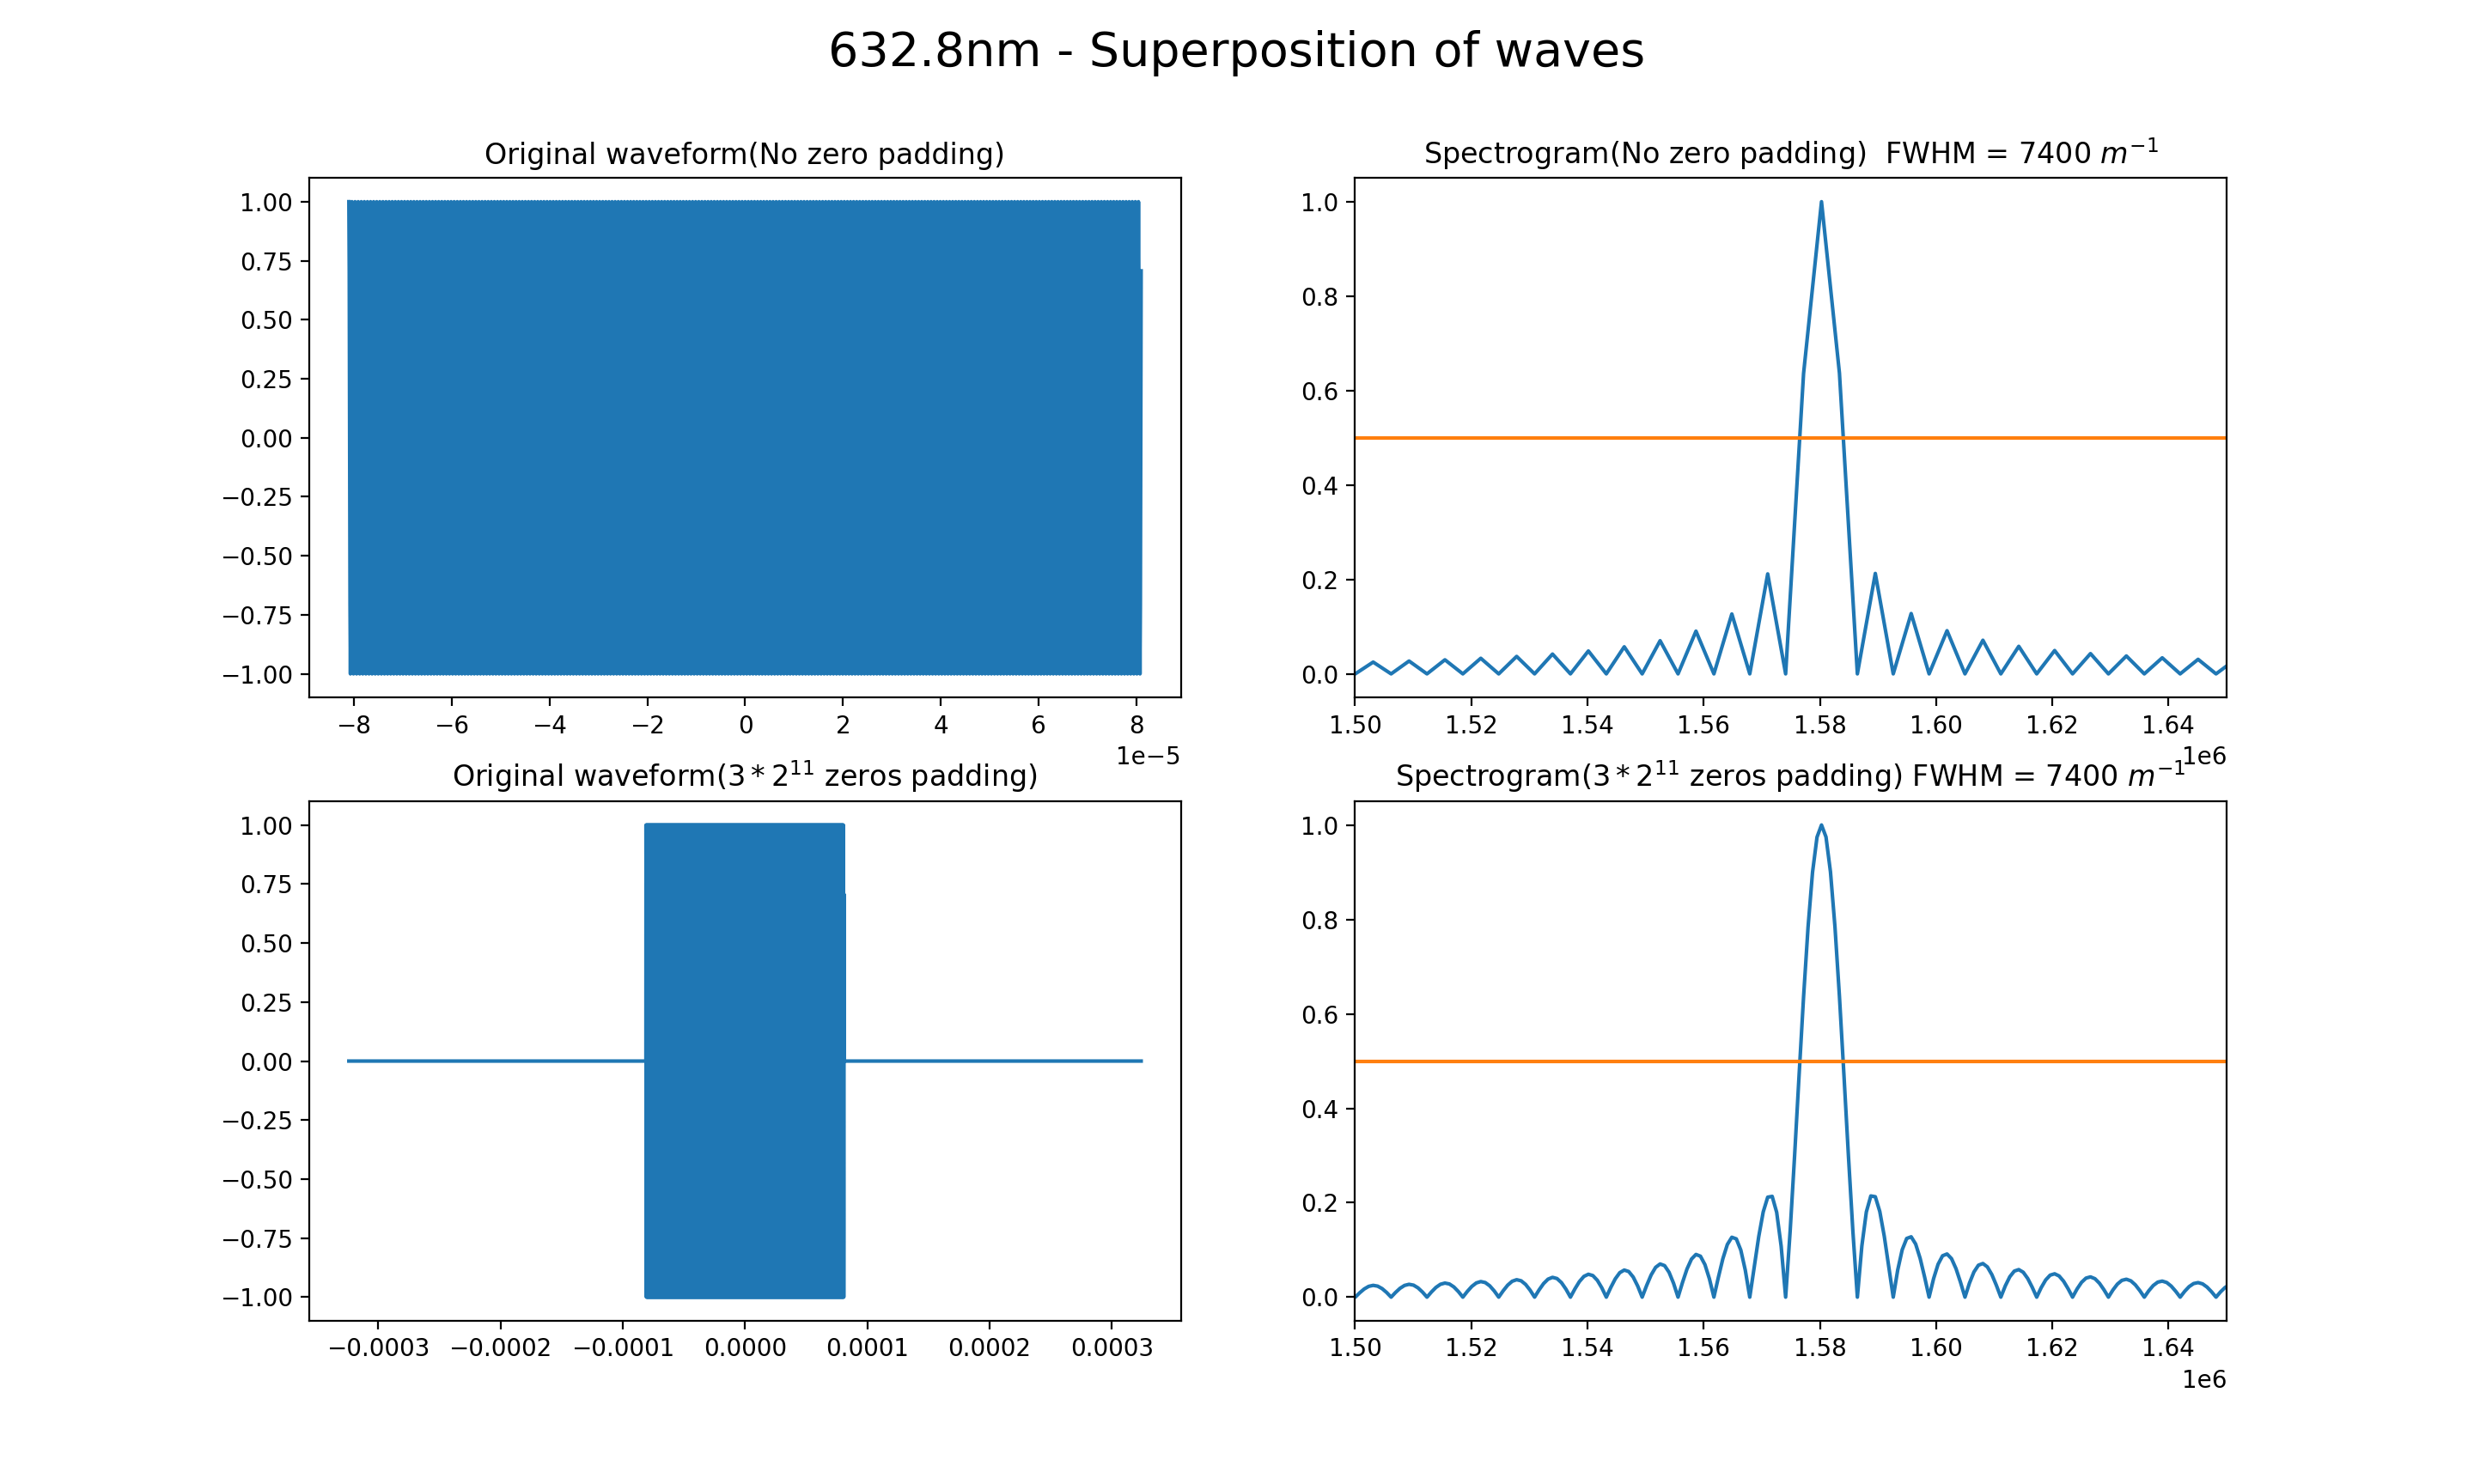 632.8nm - Superposition of waves
Original waveform(No zero padding)
1.00
0.75
0.50
0.25
0.00
−0.25
−0.50
−0.75
−1.00
−8 −6 −4 −2 0 2 4 6 8
1e−5
Spectrogram(No zero padding)  FWHM = 7400 m⁻¹
1.0
0.8
0.6
0.4
0.2
0.0
1.50 1.52 1.54 1.56 1.58 1.60 1.62 1.64
1e6
Original waveform(3 * 2¹¹ zeros padding)
1.00
0.75
0.50
0.25
0.00
−0.25
−0.50
−0.75
−1.00
−0.0003 −0.0002 −0.0001 0.0000 0.0001 0.0002 0.0003
Spectrogram(3 * 2¹¹ zeros padding) FWHM = 7400 m⁻¹
1.0
0.8
0.6
0.4
0.2
0.0
1.50 1.52 1.54 1.56 1.58 1.60 1.62 1.64
1e6